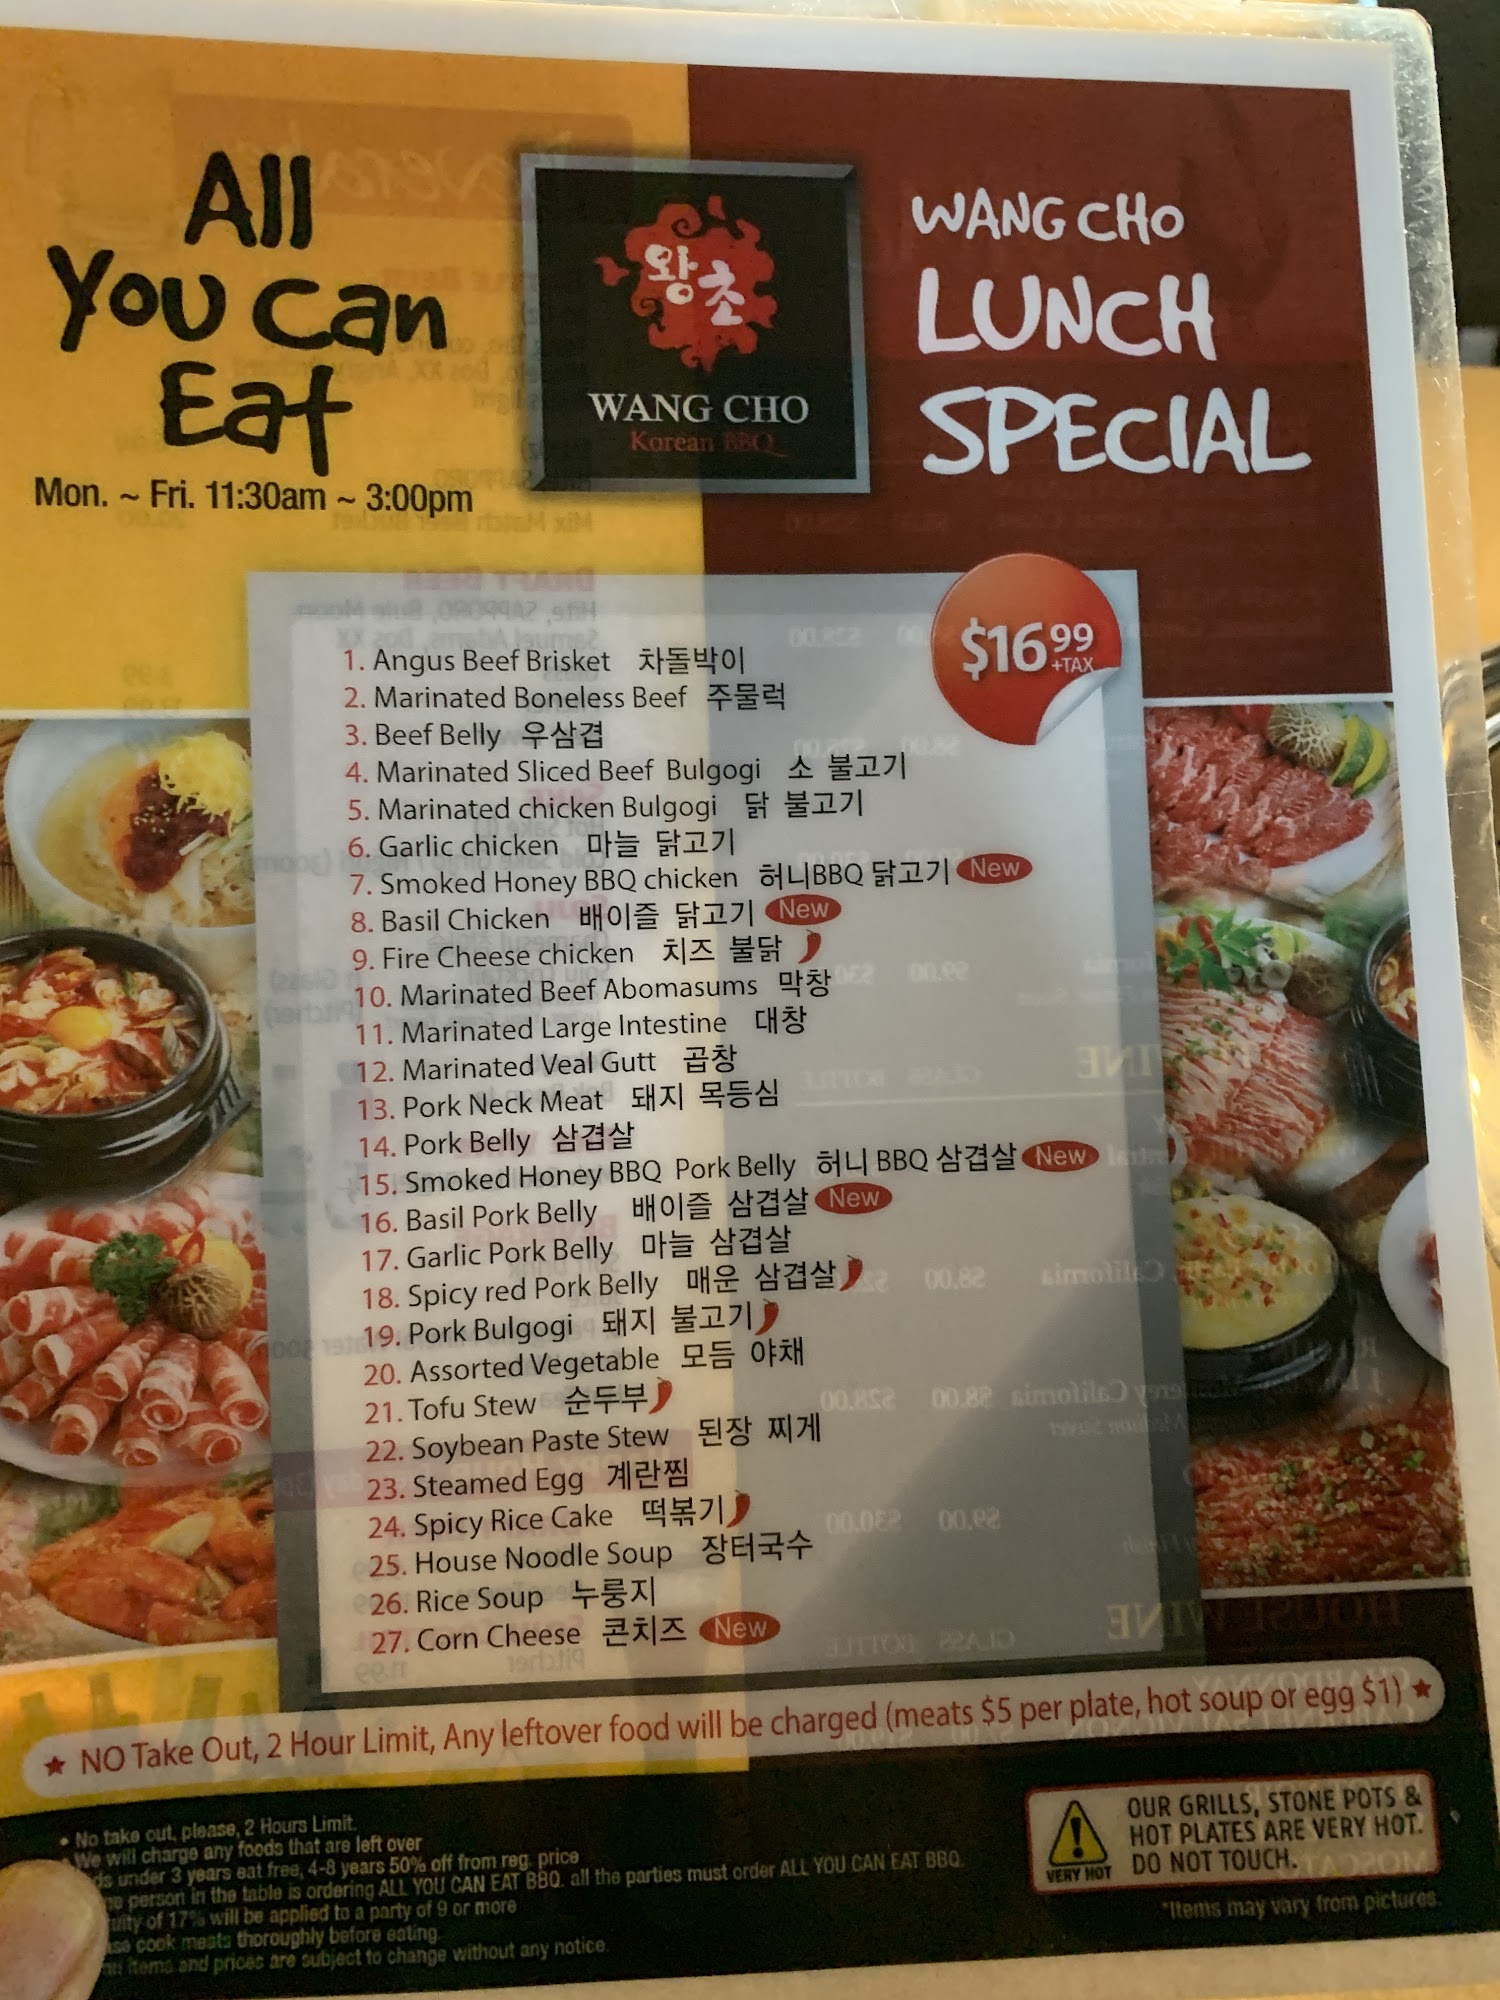 All
You Can
Eat
Mon. ~ Fri. 11:30am ~ 3:00pm
왕초
WANG CHO
Korean BBQ
WANG CHO
LUNCH
SPECIAL
$16.99
+TAX
1. Angus Beef Brisket 차돌박이
2. Marinated Boneless Beef 주물럭
3. Beef Belly 우삼겹
4. Marinated Sliced Beef Bulgogi 소 불고기
5. Marinated chicken Bulgogi 닭 불고기
6. Garlic chicken 마늘 닭고기
7. Smoked Honey BBQ chicken 허니BBQ 닭고기 New
8. Basil Chicken 배이즐 닭고기 New
9. Fire Cheese chicken 치즈 불닭
10. Marinated Beef Abomasums 막창
11. Marinated Large Intestine 대창
12. Marinated Veal Gutt 곱창
13. Pork Neck Meat 돼지 목등심
14. Pork Belly 삼겹살
15. Smoked Honey BBQ Pork Belly 허니 BBQ 삼겹살 New
16. Basil Pork Belly 배이즐 삼겹살 New
17. Garlic Pork Belly 마늘 삼겹살
18. Spicy red Pork Belly 매운 삼겹살
19. Pork Bulgogi 돼지 불고기
20. Assorted Vegetable 모듬 야채
21. Tofu Stew 순두부
22. Soybean Paste Stew 된장 찌게
23. Steamed Egg 계란찜
24. Spicy Rice Cake 떡볶기
25. House Noodle Soup 장터국수
26. Rice Soup 누룽지
27. Corn Cheese 콘치즈 New
★ NO Take Out, 2 Hour Limit, Any leftover food will be charged (meats $5 per plate, hot soup or egg $1) ★
• No take out, please, 2 Hours Limit.
We will charge any foods that are left over
under 3 years eat free, 4-8 years 50% off from reg. price
person in the table is ordering ALL YOU CAN EAT BBQ. all the parties must order ALL YOU CAN EAT BBQ.
of 17% will be applied to a party of 9 or more
cook meats thoroughly before eating.
items and prices are subject to change without any notice.
VERY HOT
OUR GRILLS, STONE POTS &
HOT PLATES ARE VERY HOT.
DO NOT TOUCH.
*Items may vary from pictures.